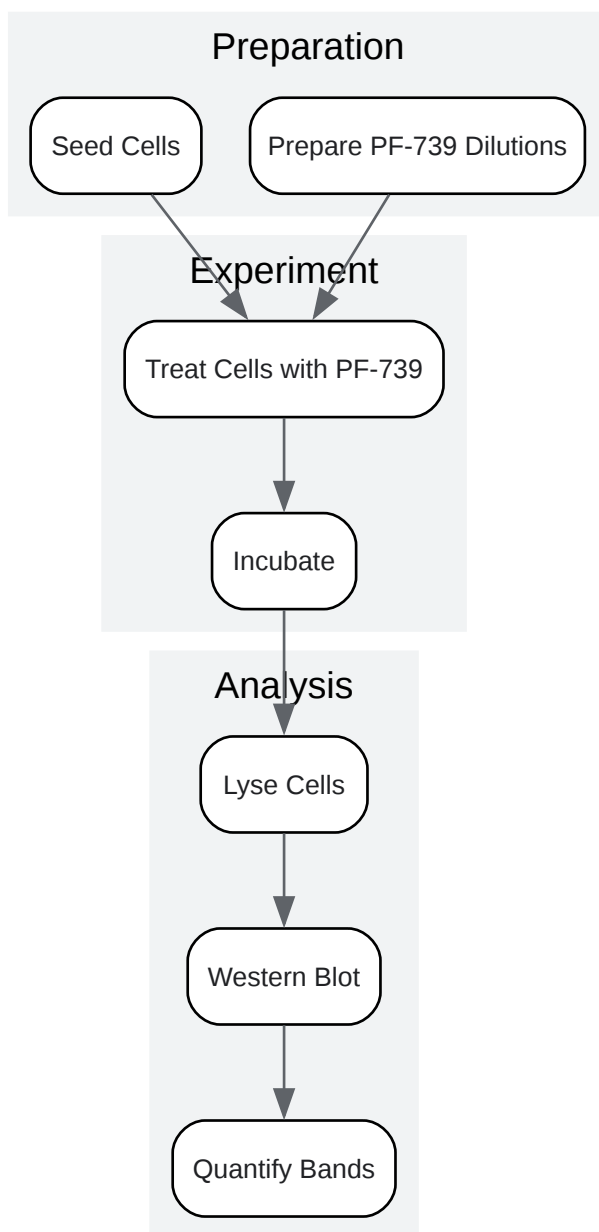 Preparation
Seed Cells
Prepare PF-739 Dilutions
Experiment
Treat Cells with PF-739
Incubate
Analysis
Lyse Cells
Western Blot
Quantify Bands